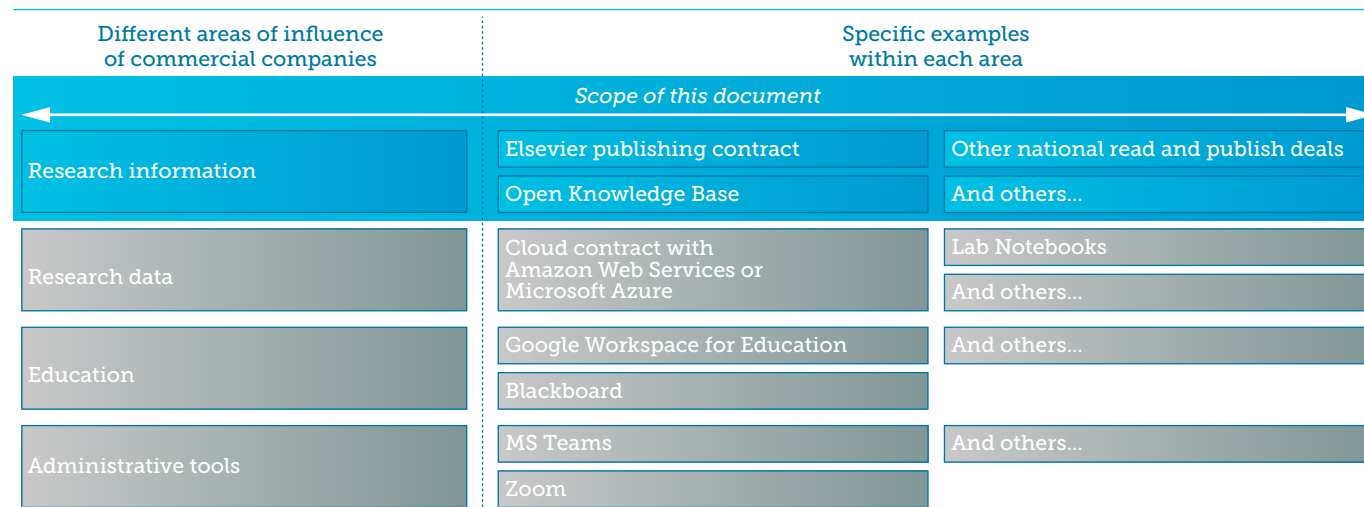 Different areas of influence
of commercial companies
Specific examples
within each area
Scope of this document
Research information
Elsevier publishing contract
Other national read and publish deals
Open Knowledge Base
And others...
Research data
Cloud contract with
Amazon Web Services or
Microsoft Azure
Lab Notebooks
And others...
Education
Google Workspace for Education
And others...
Blackboard
Administrative tools
MS Teams
And others...
Zoom